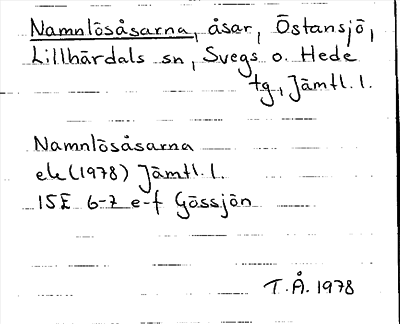 Namnlösåsarna, åsar, Östansjö,
Lillhärdals sn, Svegs o. Hede
tg, Jämtl. l.
Namnlösåsarna
ek (1978) Jämtl. l.
15E 6-7 e-f Gössjön
T.Å. 1978